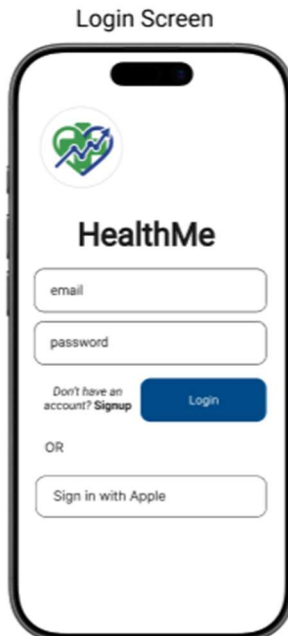 Login Screen
HealthMe
email
password
Don't have an
account? Signup
Login
OR
Sign in with Apple